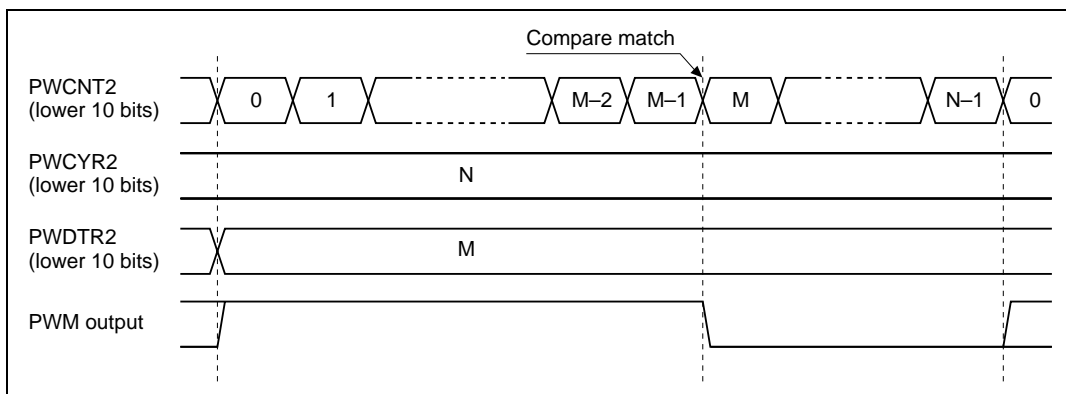 Compare match
PWCNT2
(lower 10 bits)
0 1 M–2 M–1 M N–1 0
PWCYR2
(lower 10 bits)
N
PWDTR2
(lower 10 bits)
M
PWM output